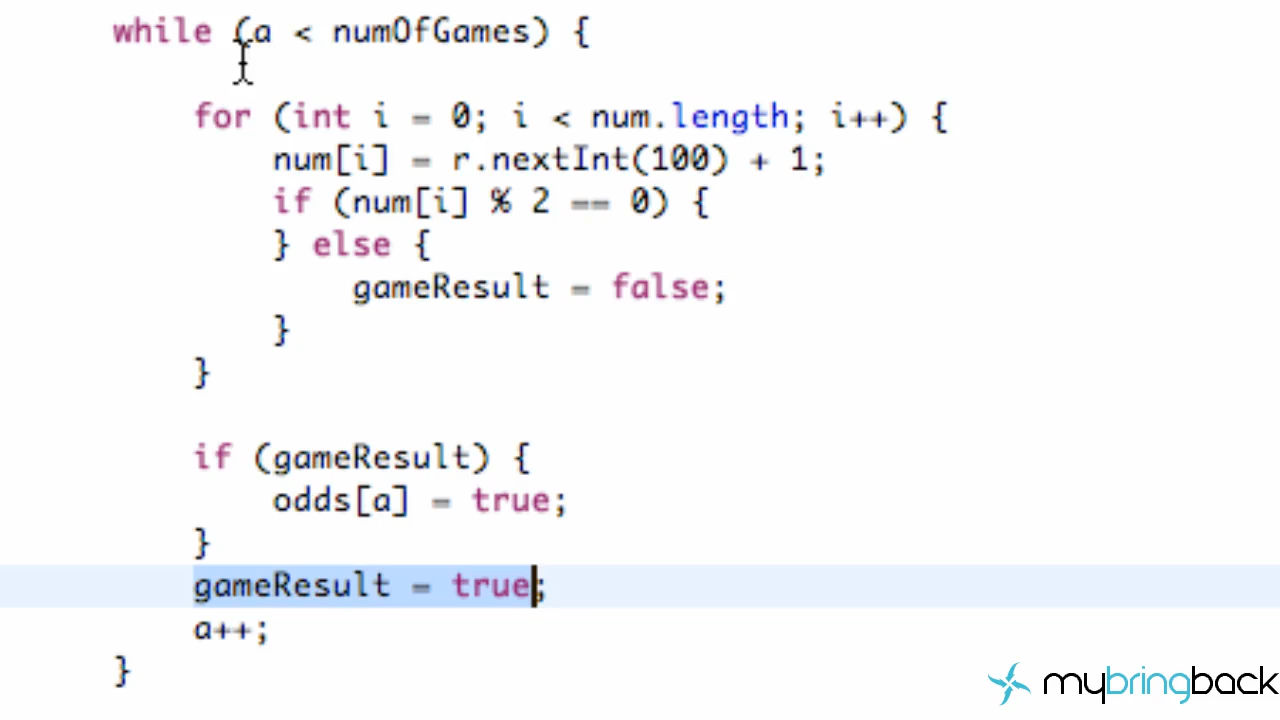 while (a < numOfGames) {
for (int i = 0; i < num.length; i++) {
num[i] = r.nextInt(100) + 1;
if (num[i] % 2 == 0) {
} else {
gameResult = false;
}
}
if (gameResult) {
odds[a] = true;
}
gameResult = true;
a++;
}
mybringback